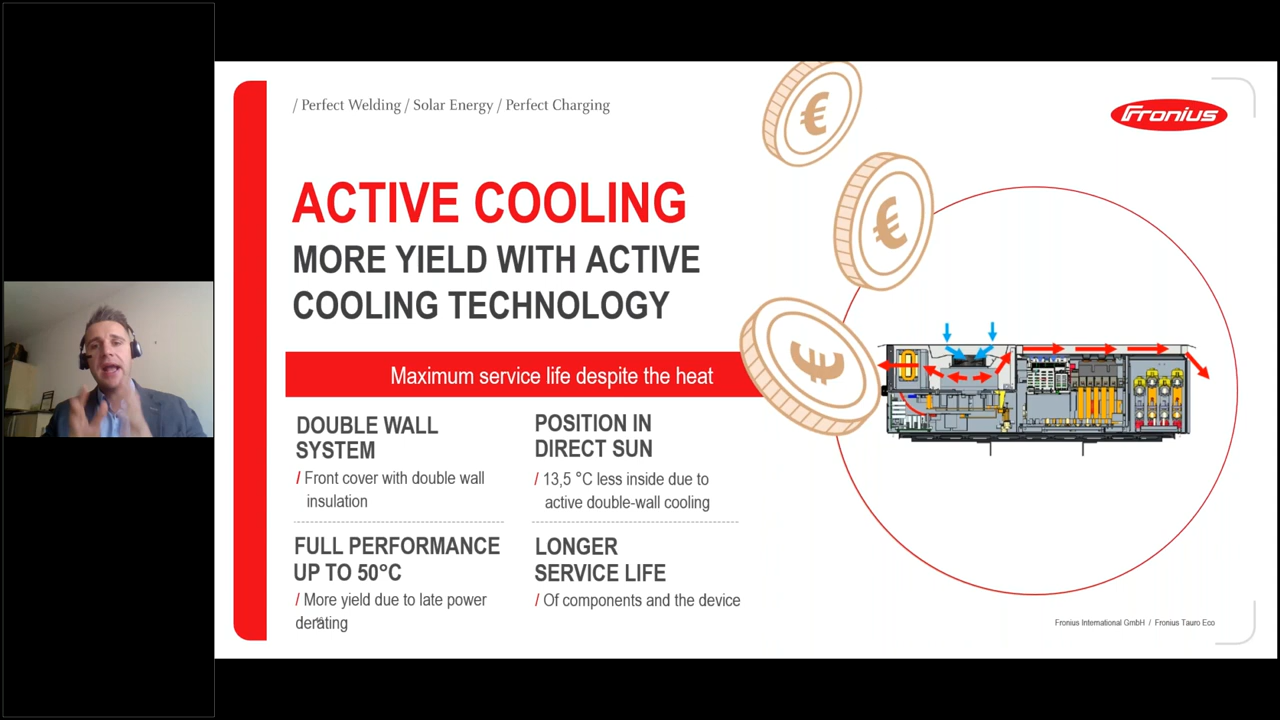 / Perfect Welding / Solar Energy / Perfect Charging
Fronius
ACTIVE COOLING
MORE YIELD WITH ACTIVE
COOLING TECHNOLOGY
Maximum service life despite the heat
DOUBLE WALL
SYSTEM
/ Front cover with double wall
insulation
POSITION IN
DIRECT SUN
/ 13,5 °C less inside due to
active double-wall cooling
FULL PERFORMANCE
UP TO 50°C
/ More yield due to late power
derating
LONGER
SERVICE LIFE
/ Of components and the device
Fronius International GmbH / Fronius Tauro Eco
€
€
€